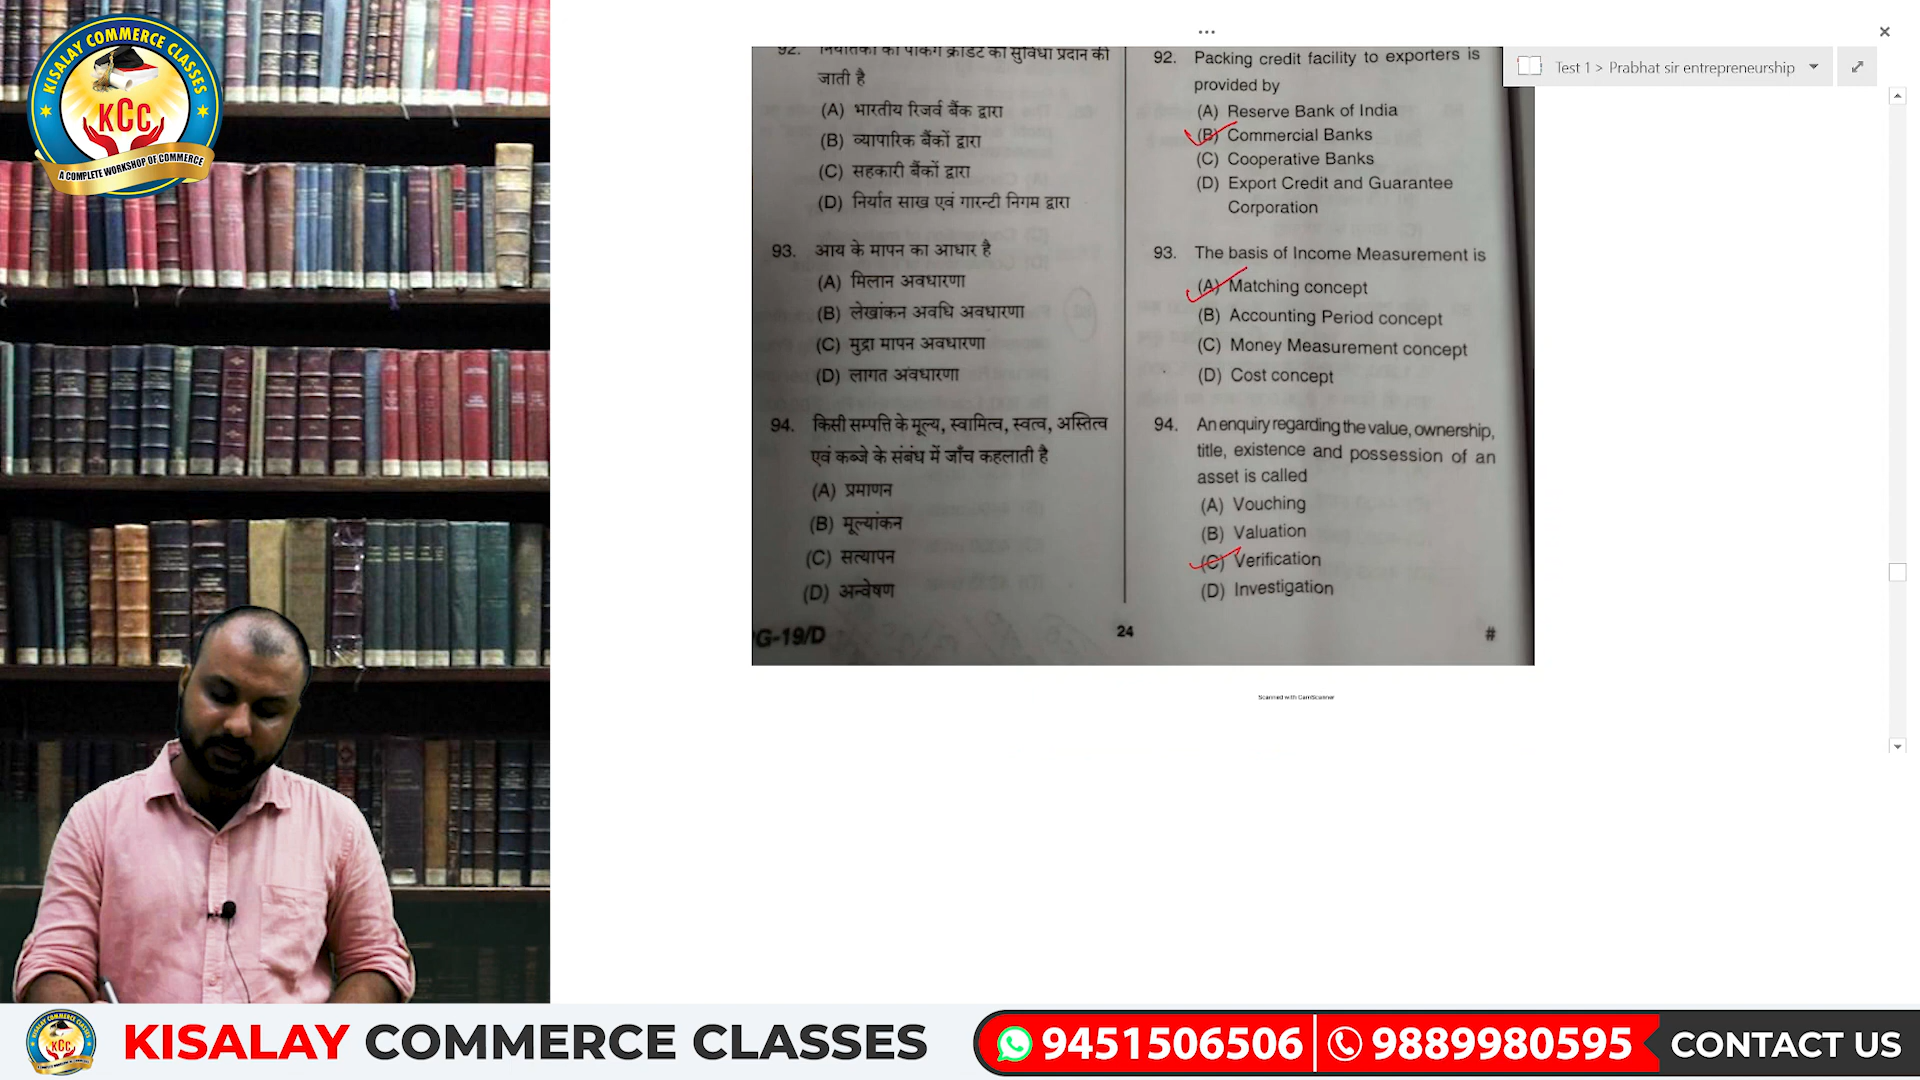 KISALAY COMMERCE CLASSES
KCC
A COMPLETE WORKSHOP OF COMMERCE
Test 1 > Prabhat sir entrepreneurship
92. निर्यातकों को पैकिंग क्रेडिट की सुविधा प्रदान की
जाती है
(A) भारतीय रिजर्व बैंक द्वारा
(B) व्यापारिक बैंकों द्वारा
(C) सहकारी बैंकों द्वारा
(D) निर्यात साख एवं गारन्टी निगम द्वारा
93. आय के मापन का आधार है
(A) मिलान अवधारणा
(B) लेखांकन अवधि अवधारणा
(C) मुद्रा मापन अवधारणा
(D) लागत अवधारणा
94. किसी सम्पत्ति के मूल्य, स्वामित्व, स्वत्व, अस्तित्व
एवं कब्जे के संबंध में जाँच कहलाती है
(A) प्रमाणन
(B) मूल्यांकन
(C) सत्यापन
(D) अन्वेषण
92. Packing credit facility to exporters is
provided by
(A) Reserve Bank of India
(B) Commercial Banks
(C) Cooperative Banks
(D) Export Credit and Guarantee
Corporation
93. The basis of Income Measurement is
(A) Matching concept
(B) Accounting Period concept
(C) Money Measurement concept
(D) Cost concept
94. An enquiry regarding the value, ownership,
title, existence and possession of an
asset is called
(A) Vouching
(B) Valuation
(C) Verification
(D) Investigation
G-19/D
24
#
Scanned with CamScanner
KISALAY COMMERCE CLASSES
9451506506
9889980595
CONTACT US